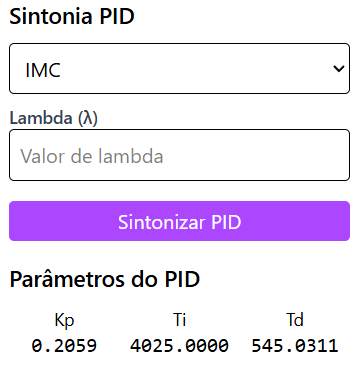 Sintonia PID
IMC
Lambda (λ)
Valor de lambda
Sintonizar PID
Parâmetros do PID
Kp Ti Td
0.2059 4025.0000 545.0311